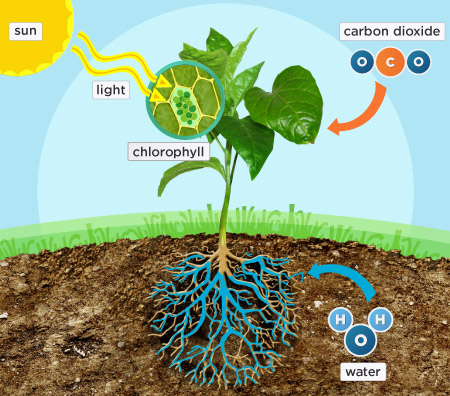 sun
carbon dioxide
O C O
light
chlorophyll
H H
O
water